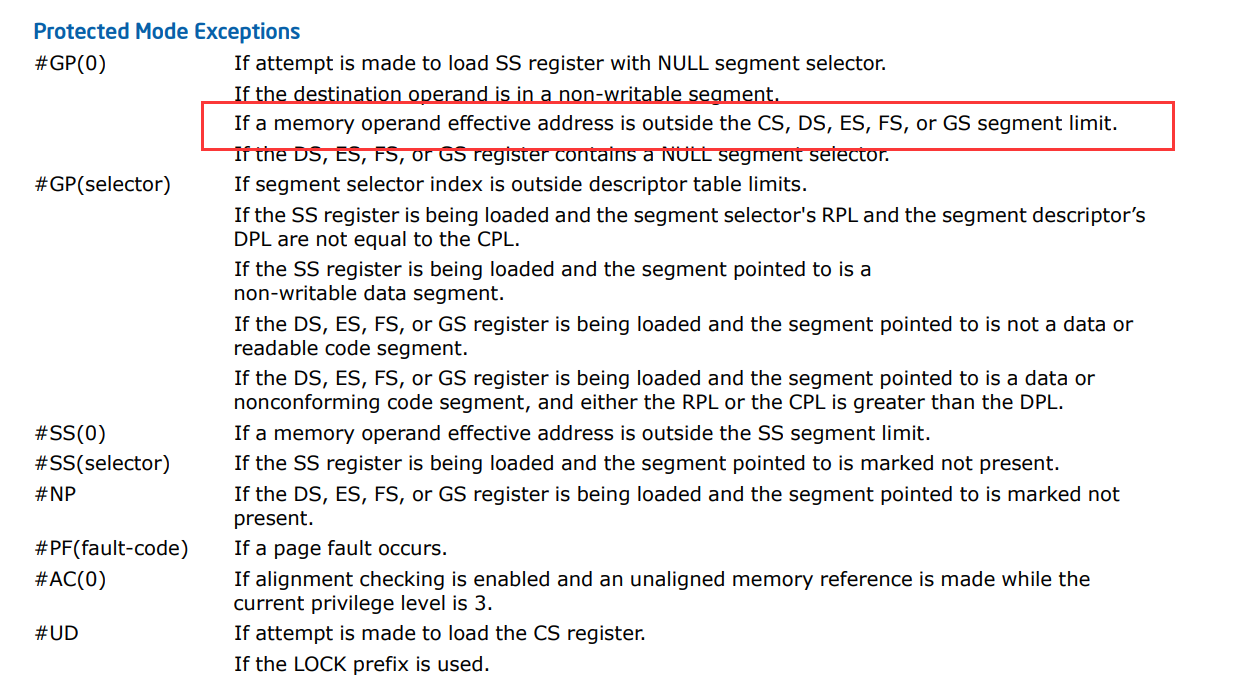 Protected Mode Exceptions
#GP(0) If attempt is made to load SS register with NULL segment selector.
If the destination operand is in a non-writable segment.
If a memory operand effective address is outside the CS, DS, ES, FS, or GS segment limit.
If the DS, ES, FS, or GS register contains a NULL segment selector.
#GP(selector) If segment selector index is outside descriptor table limits.
If the SS register is being loaded and the segment selector's RPL and the segment descriptor’s
DPL are not equal to the CPL.
If the SS register is being loaded and the segment pointed to is a
non-writable data segment.
If the DS, ES, FS, or GS register is being loaded and the segment pointed to is not a data or
readable code segment.
If the DS, ES, FS, or GS register is being loaded and the segment pointed to is a data or
nonconforming code segment, and either the RPL or the CPL is greater than the DPL.
#SS(0) If a memory operand effective address is outside the SS segment limit.
#SS(selector) If the SS register is being loaded and the segment pointed to is marked not present.
#NP If the DS, ES, FS, or GS register is being loaded and the segment pointed to is marked not
present.
#PF(fault-code) If a page fault occurs.
#AC(0) If alignment checking is enabled and an unaligned memory reference is made while the
current privilege level is 3.
#UD If attempt is made to load the CS register.
If the LOCK prefix is used.